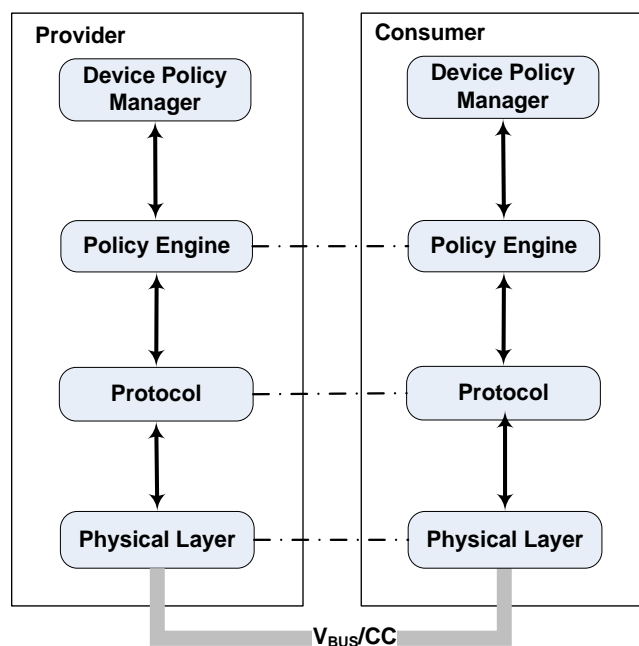 Provider
Device Policy
Manager
Policy Engine
Protocol
Physical Layer
Consumer
Device Policy
Manager
Policy Engine
Protocol
Physical Layer
VBUS/CC